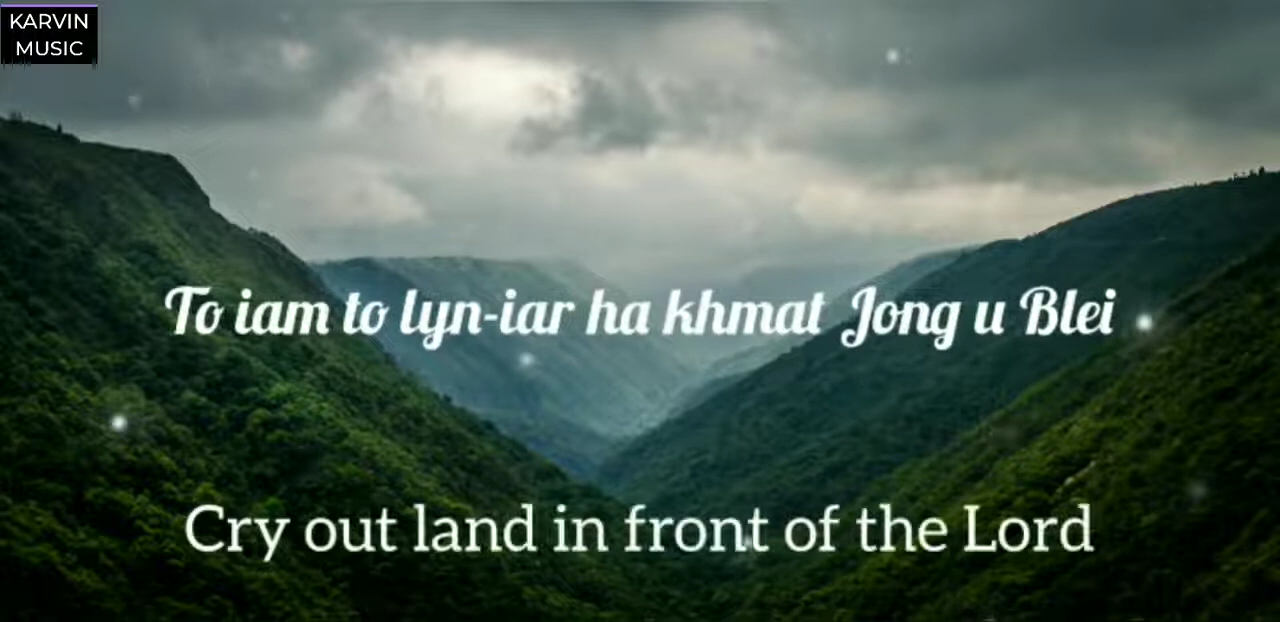 KARVIN
MUSIC
To iam to lyn-iar ha khmat Jong u Blei
Cry out land in front of the Lord